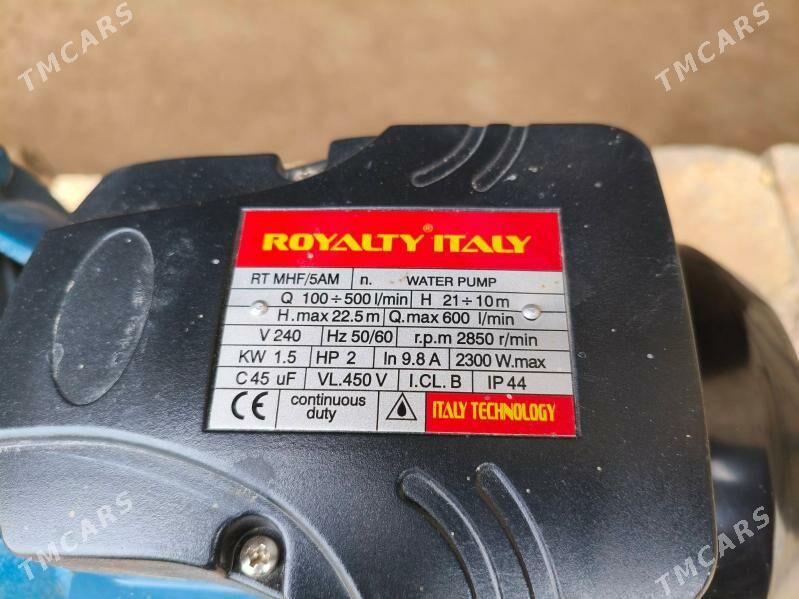 TMCARS
TMCARS
ROYALTY ITALY®
RT MHF/5AM n. WATER PUMP
Q 100÷500 l/min H 21÷10 m
H.max 22.5 m Q.max 600 l/min
V 240 Hz 50/60 r.p.m 2850 r/min
KW 1.5 HP 2 In 9.8 A 2300 W.max
C 45 uF VL.450 V I.CL. B IP 44
CE continuous duty ITALY TECHNOLOGY
TMCARS
TMCARS